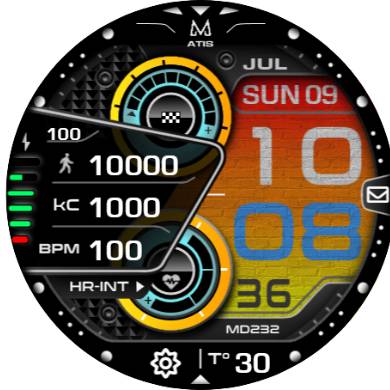 ATIS
JUL
SUN 09
100
10
10000
kC 1000
08
BPM 100
HR-INT
36
MD232
T° 30